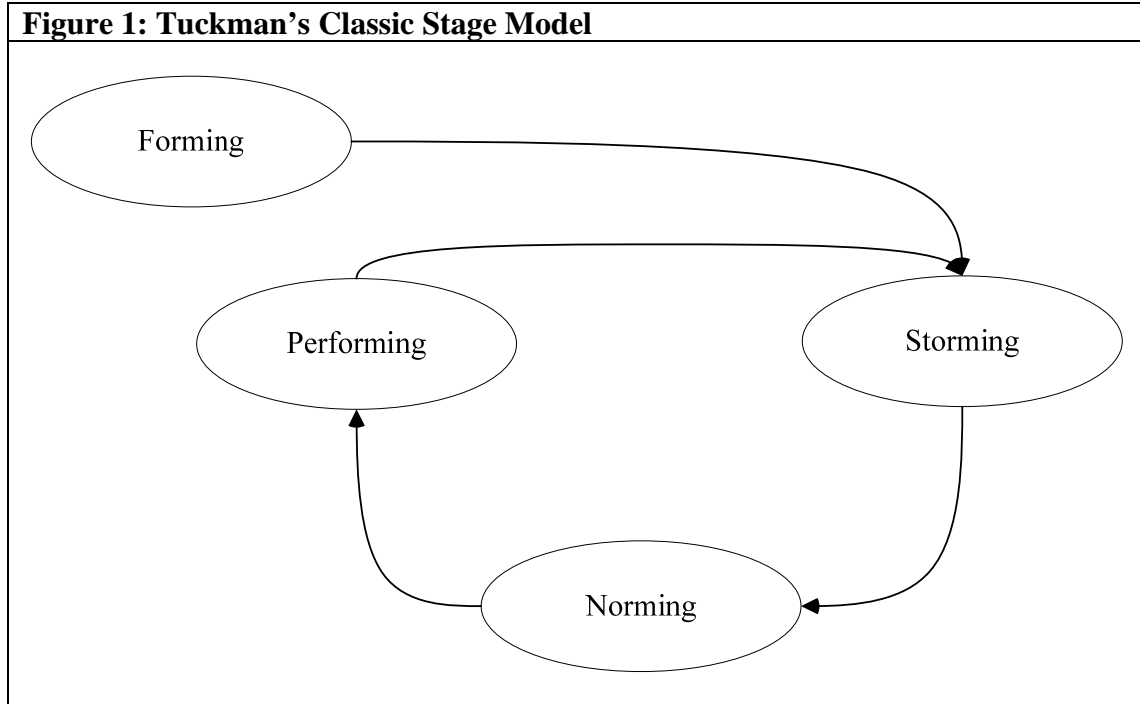 Figure 1: Tuckman’s Classic Stage Model
Forming
Performing
Storming
Norming